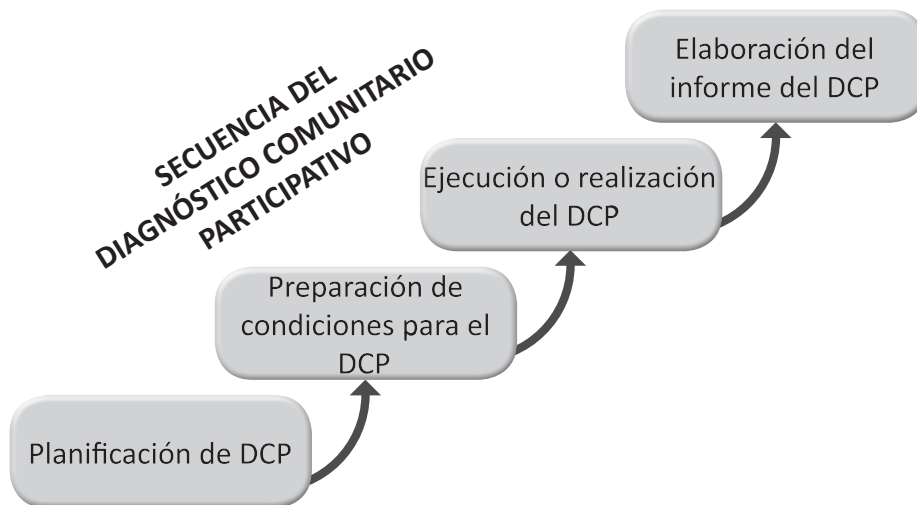 SECUENCIA DEL
DIAGNÓSTICO COMUNITARIO
PARTICIPATIVO
Elaboración del
informe del DCP
Ejecución o realización
del DCP
Preparación de
condiciones para el
DCP
Planificación de DCP